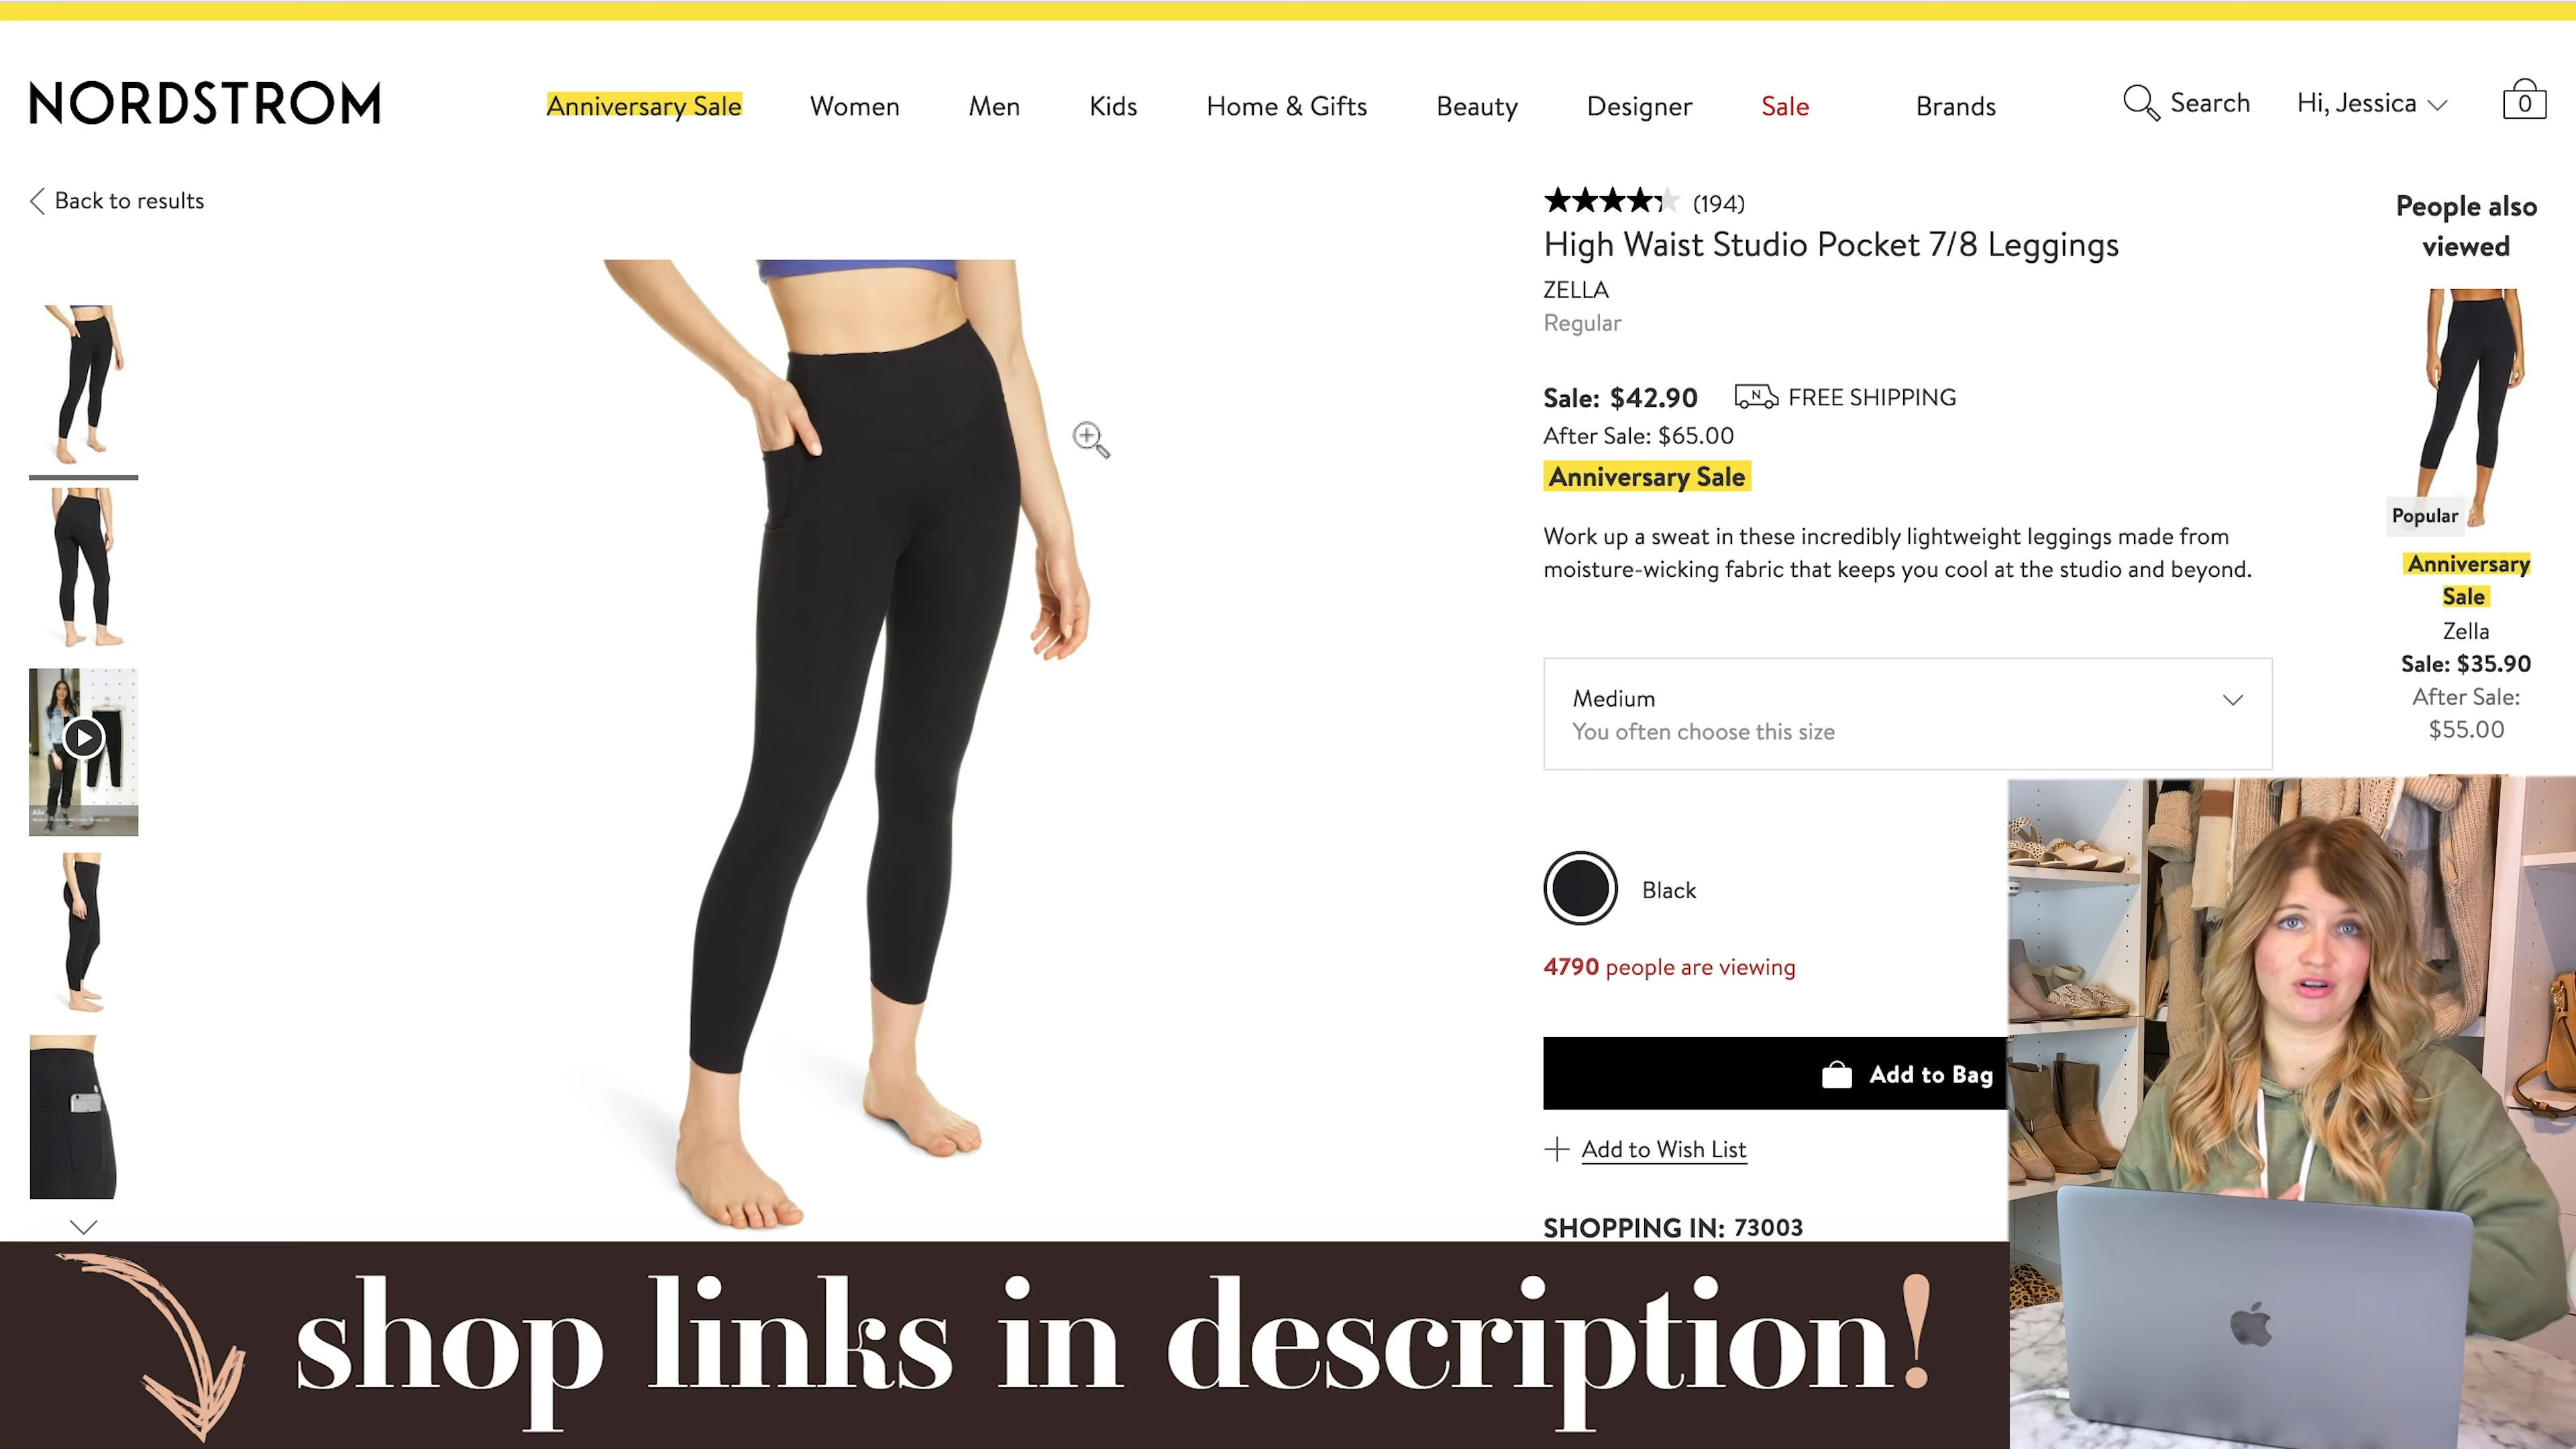 NORDSTROM
Anniversary Sale Women Men Kids Home & Gifts Beauty Designer Sale Brands Search Hi, Jessica 0
Back to results
(194)
High Waist Studio Pocket 7/8 Leggings
ZELLA
Regular
Sale: $42.90 N FREE SHIPPING
After Sale: $65.00
Anniversary Sale
Work up a sweat in these incredibly lightweight leggings made from
moisture-wicking fabric that keeps you cool at the studio and beyond.
Medium
You often choose this size
Black
4790 people are viewing
Add to Bag
Add to Wish List
SHOPPING IN: 73003
People also
viewed
Popular
Anniversary
Sale
Zella
Sale: $35.90
After Sale:
$55.00
shop links in description!